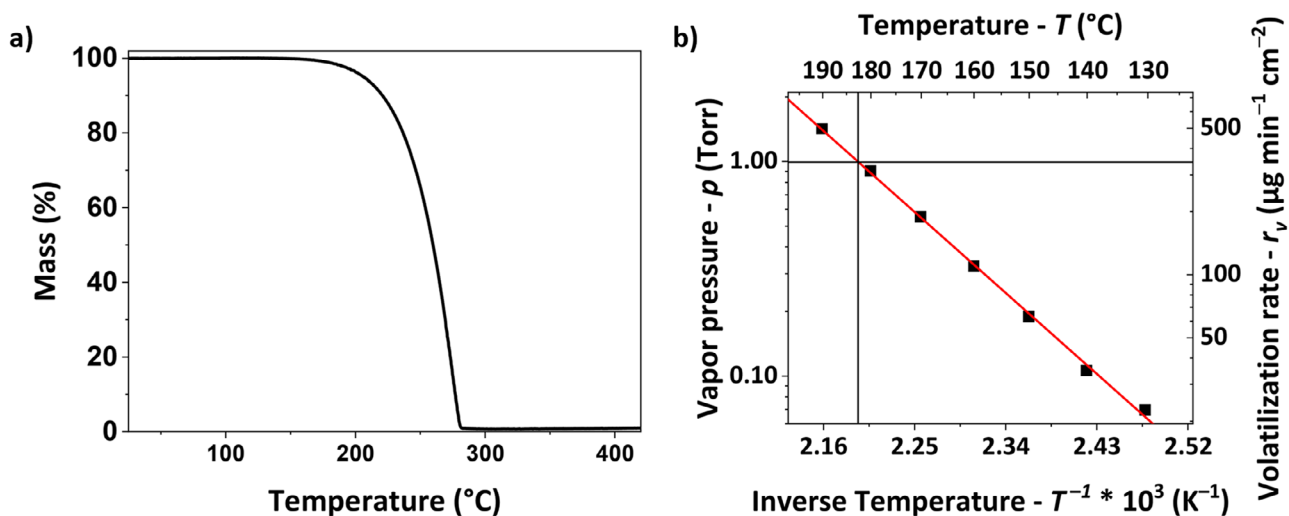 a)
Mass (%)
100
80
60
40
20
0
100 200 300 400
Temperature (°C)
b)
Temperature - T (°C)
190 180 170 160 150 140 130
Vapor pressure - p (Torr)
1.00
0.10
500
100
50
Volatilization rate - rᵥ (µg min⁻¹ cm⁻²)
2.16 2.25 2.34 2.43 2.52
Inverse Temperature - T⁻¹ * 10³ (K⁻¹)